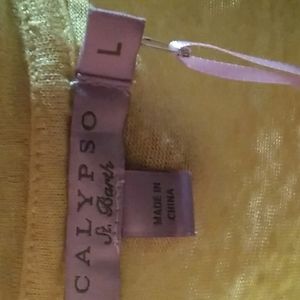 L
CALYPSO
St. Barth
MADE IN
CHINA